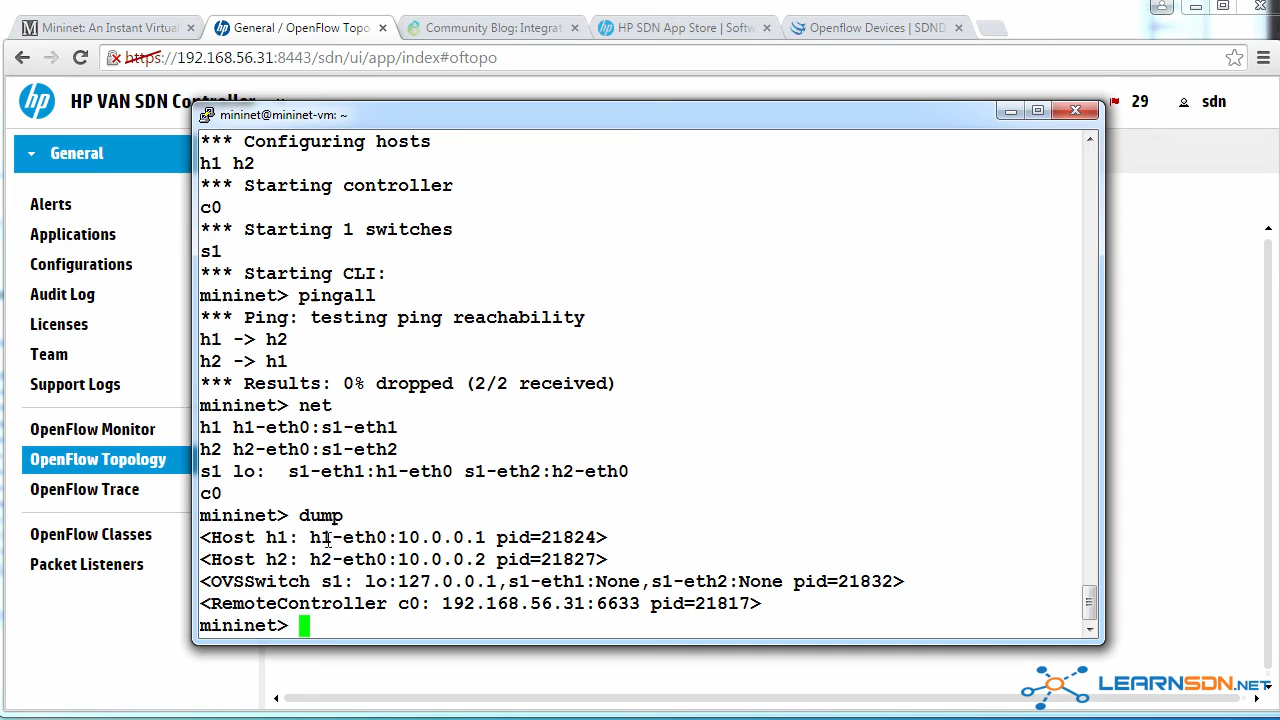 Mininet: An Instant Virtual
General / OpenFlow Topo
Community Blog: Integrat
HP SDN App Store | Softw
Openflow Devices | SDND
https://192.168.56.31:8443/sdn/ui/app/index#oftopo
hp HP VAN SDN Controller
29 sdn
mininet@mininet-vm: ~
General
Alerts
Applications
Configurations
Audit Log
Licenses
Team
Support Logs
OpenFlow Monitor
OpenFlow Topology
OpenFlow Trace
OpenFlow Classes
Packet Listeners
*** Configuring hosts
h1 h2
*** Starting controller
c0
*** Starting 1 switches
s1
*** Starting CLI:
mininet> pingall
*** Ping: testing ping reachability
h1 -> h2
h2 -> h1
*** Results: 0% dropped (2/2 received)
mininet> net
h1 h1-eth0:s1-eth1
h2 h2-eth0:s1-eth2
s1 lo:  s1-eth1:h1-eth0 s1-eth2:h2-eth0
c0
mininet> dump
<Host h1: h1-eth0:10.0.0.1 pid=21824>
<Host h2: h2-eth0:10.0.0.2 pid=21827>
<OVSSwitch s1: lo:127.0.0.1,s1-eth1:None,s1-eth2:None pid=21832>
<RemoteController c0: 192.168.56.31:6633 pid=21817>
mininet>
LEARNSDN.NET